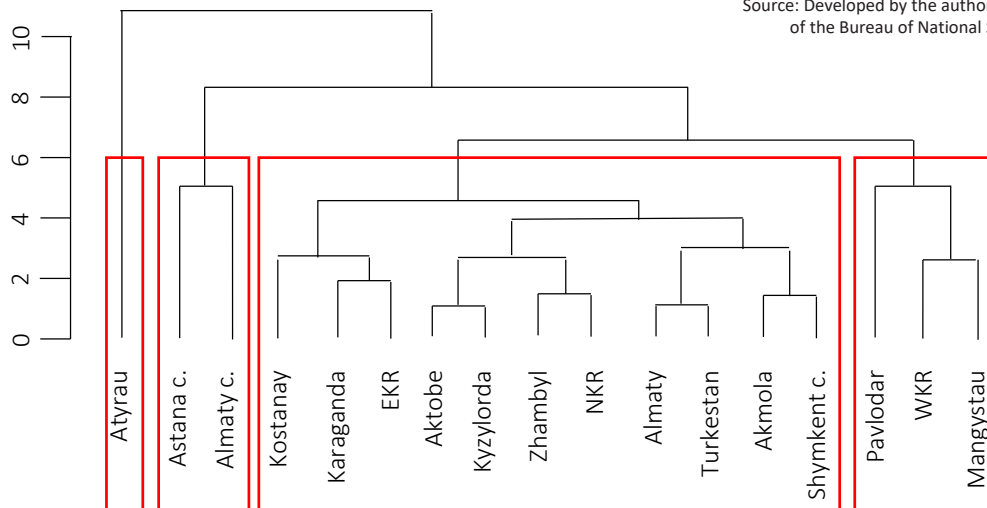 Source: Developed by the author
of the Bureau of National
10
8
6
4
2
0
Atyrau
Astana c.
Almaty c.
Kostanay
Karaganda
EKR
Aktobe
Kyzylorda
Zhambyl
NKR
Almaty
Turkestan
Akmola
Shymkent c.
Pavlodar
WKR
Mangystau